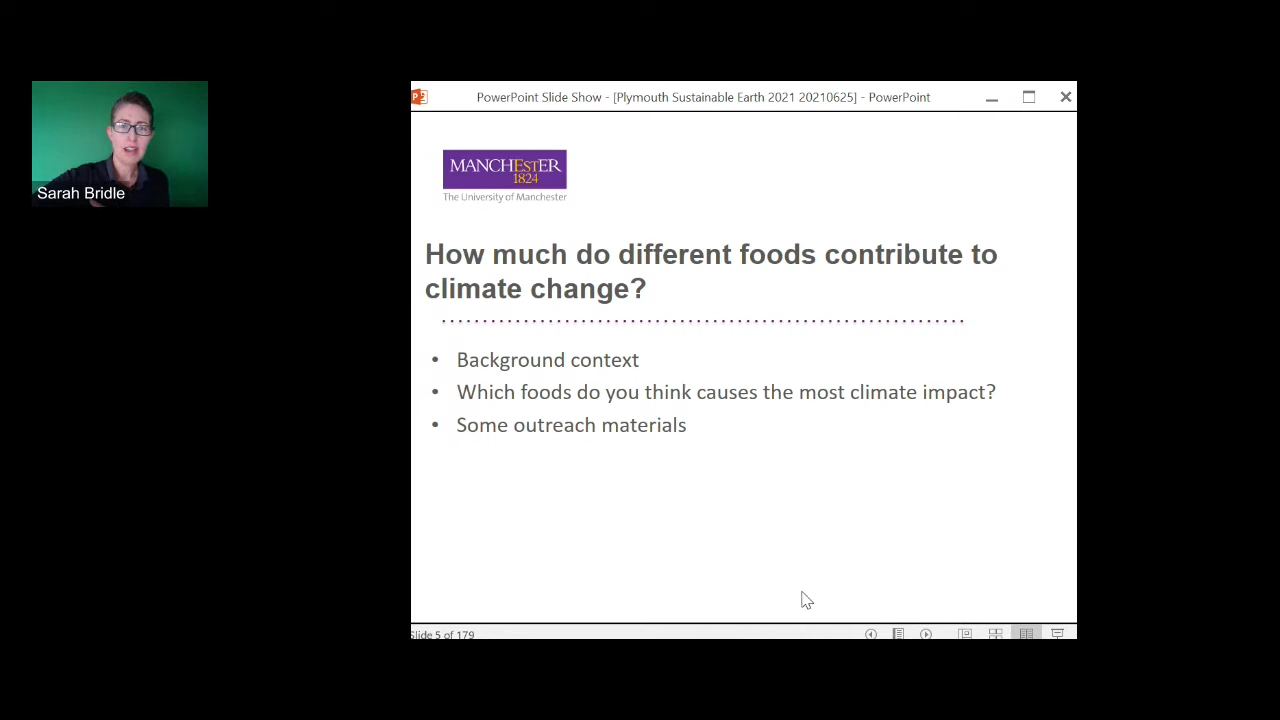 PowerPoint Slide Show - [Plymouth Sustainable Earth 2021 20210625] - PowerPoint
Sarah Bridle
MANCHEStER
1824
The University of Manchester
How much do different foods contribute to
climate change?
• Background context
• Which foods do you think causes the most climate impact?
• Some outreach materials
Slide 5 of 179